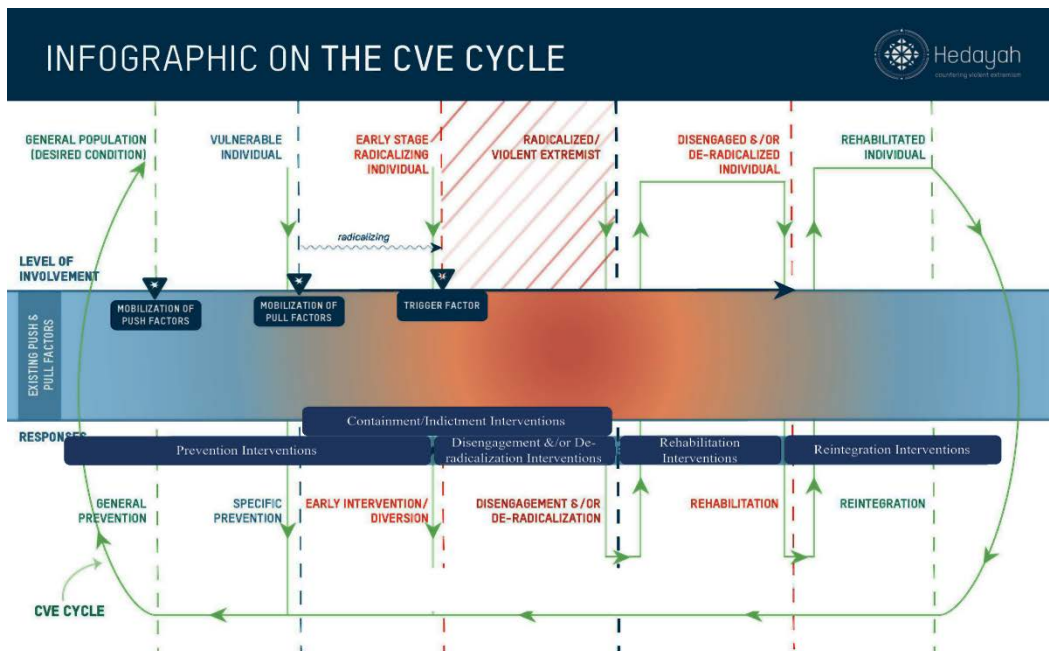 INFOGRAPHIC ON THE CVE CYCLE
Hedayah
countering violent extremism
GENERAL POPULATION
(DESIRED CONDITION)
VULNERABLE
INDIVIDUAL
EARLY STAGE
RADICALIZING
INDIVIDUAL
RADICALIZED/
VIOLENT EXTREMIST
DISENGAGED &/OR
DE-RADICALIZED
INDIVIDUAL
REHABILITATED
INDIVIDUAL
radicalizing
LEVEL OF
INVOLVEMENT
MOBILIZATION OF
PUSH FACTORS
MOBILIZATION OF
PULL FACTORS
TRIGGER FACTOR
EXISTING PUSH &
PULL FACTORS
Containment/Indictment Interventions
RESPONSES
Prevention Interventions
Disengagement &/or De-
radicalization Interventions
Rehabilitation
Interventions
Reintegration Interventions
GENERAL
PREVENTION
SPECIFIC
PREVENTION
EARLY INTERVENTION/
DIVERSION
DISENGAGEMENT &/OR
DE-RADICALIZATION
REHABILITATION
REINTEGRATION
CVE CYCLE